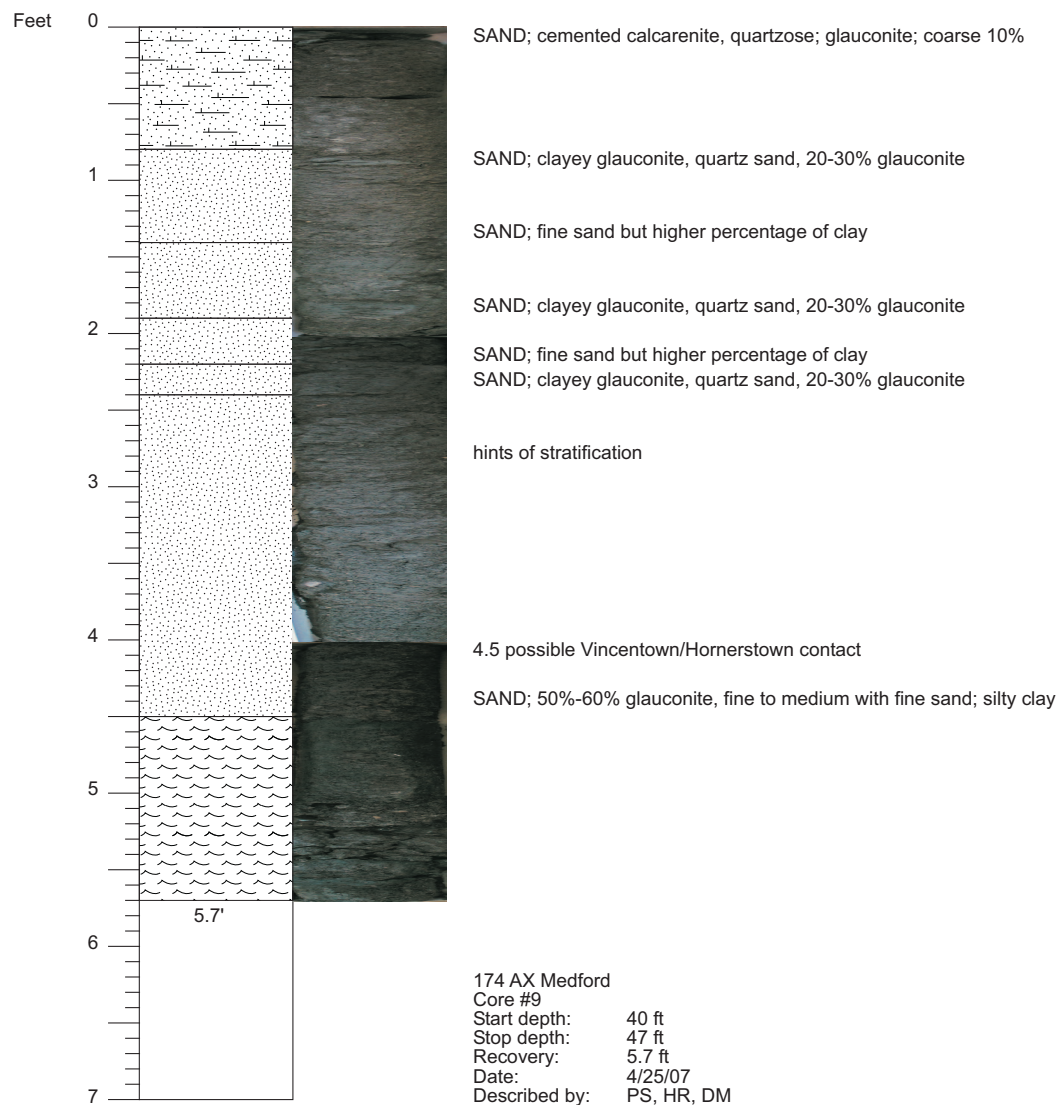 Feet 0
SAND; cemented calcarenite, quartzose; glauconite; coarse 10%
SAND; clayey glauconite, quartz sand, 20-30% glauconite
1
SAND; fine sand but higher percentage of clay
SAND; clayey glauconite, quartz sand, 20-30% glauconite
2
SAND; fine sand but higher percentage of clay
SAND; clayey glauconite, quartz sand, 20-30% glauconite
hints of stratification
3
4
4.5 possible Vincentown/Hornerstown contact
SAND; 50%-60% glauconite, fine to medium with fine sand; silty clay
5
5.7'
6
174 AX Medford
Core #9
Start depth: 40 ft
Stop depth: 47 ft
Recovery: 5.7 ft
Date: 4/25/07
Described by: PS, HR, DM
7